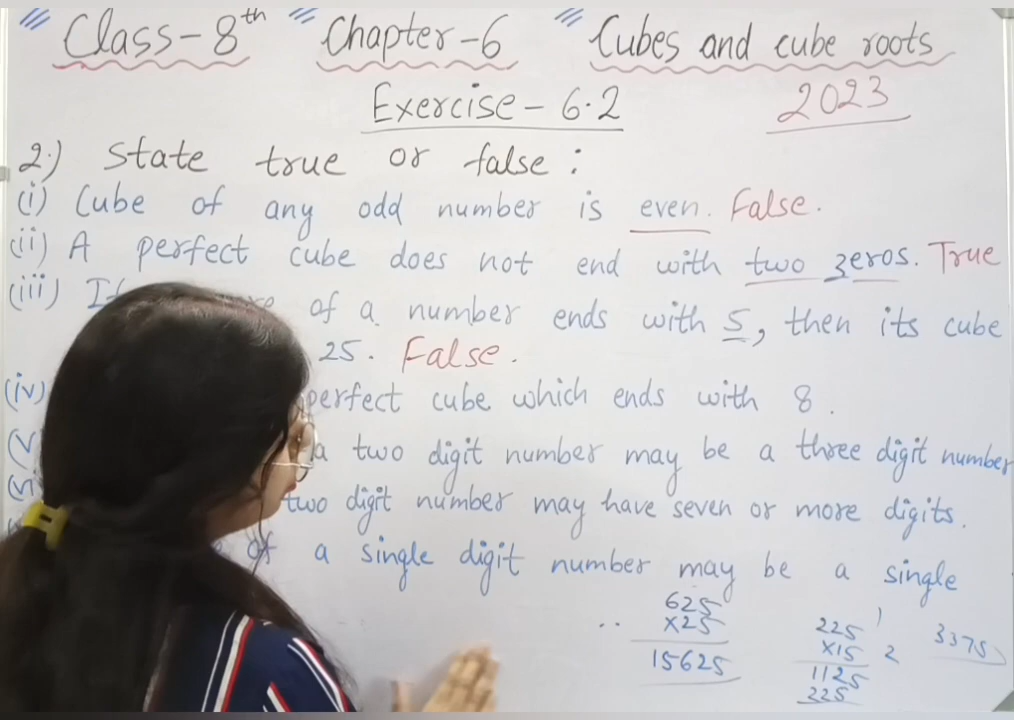 Class-8th Chapter-6 Cubes and cube roots
Exercise-6.2 2023
2.) State true or false:
(i) Cube of any odd number is even. False.
(ii) A perfect cube does not end with two zeros. True
(iii) If of a number ends with 5, then its cube
25. False.
(iv) perfect cube which ends with 8.
(v) a two digit number may be a three digit number
two digit number may have seven or more digits.
of a single digit number may be a single
625
x25
15625
225 1
x15 2
1125
225
3375